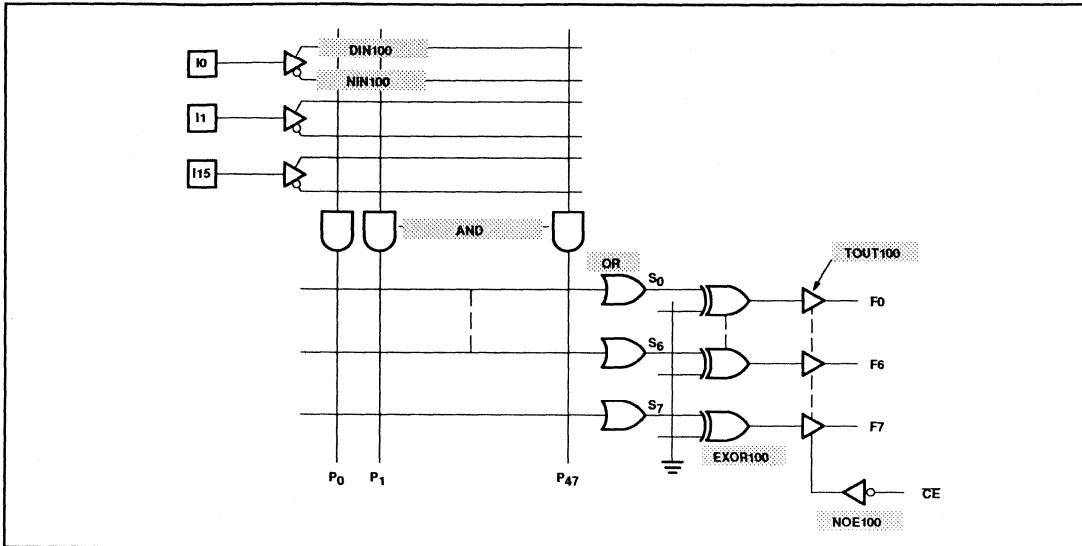 DIN100
I0
NIN100
I1
I15
AND
OR
TOUT100
S0
F0
S6
F6
S7
F7
EXOR100
P0 P1 P47
CE
NOE100